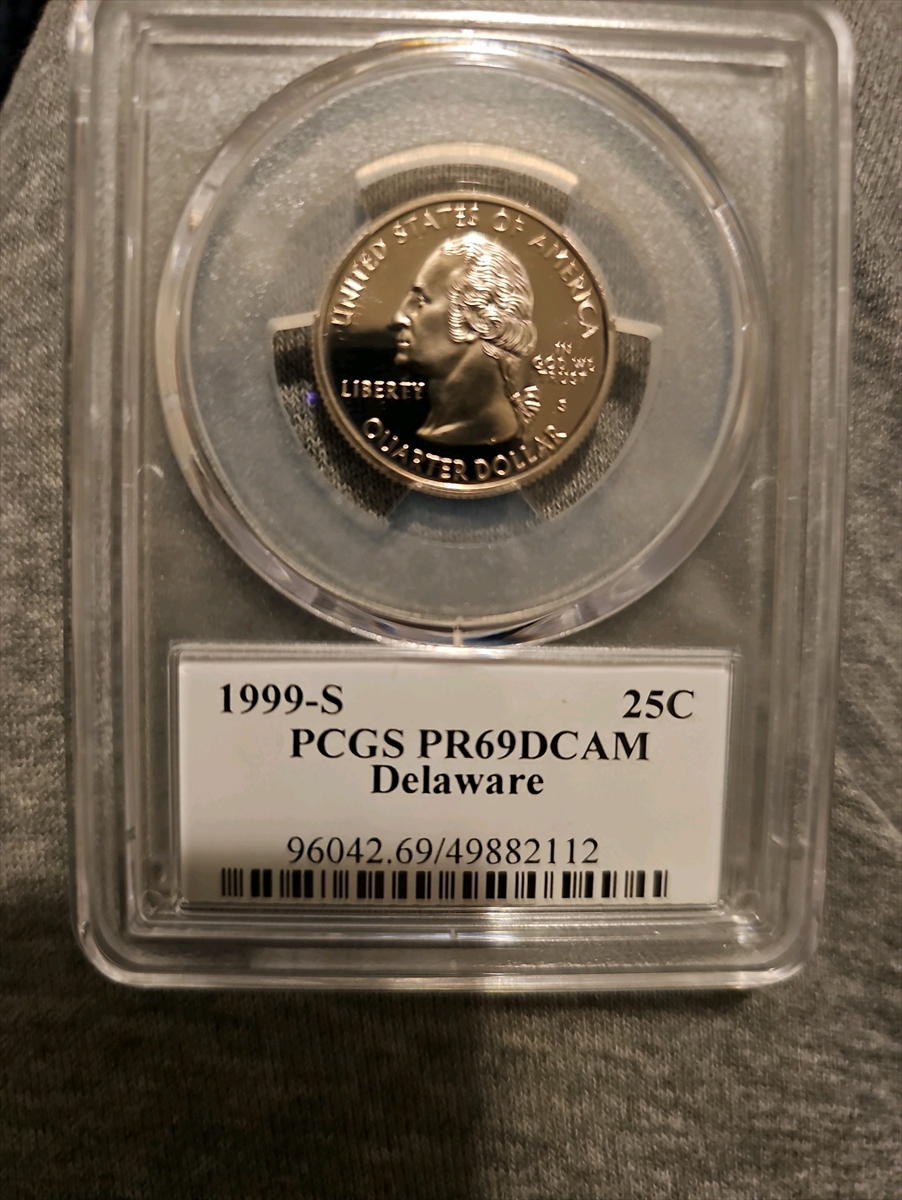 UNITED STATES OF AMERICA
LIBERTY
IN
GOD WE
TRUST
S
QUARTER DOLLAR
1999-S 25C
PCGS PR69DCAM
Delaware
96042.69/49882112